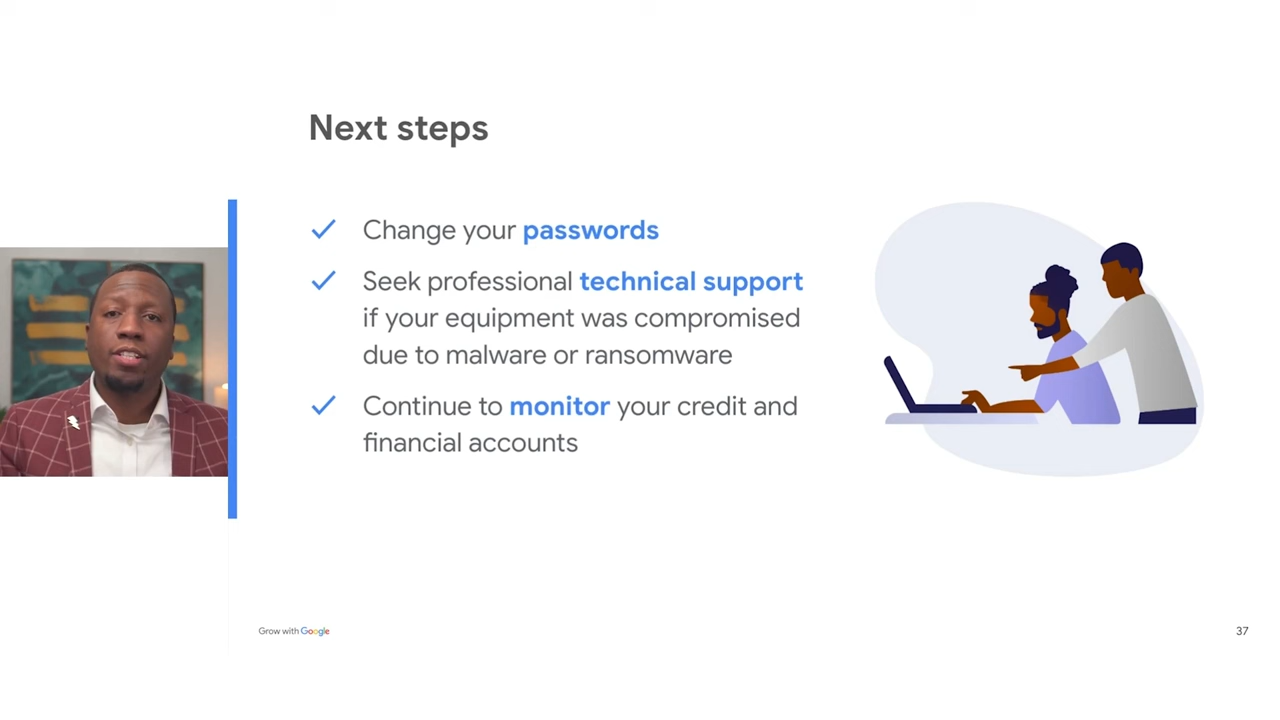 Next steps
Change your passwords
Seek professional technical support
if your equipment was compromised
due to malware or ransomware
Continue to monitor your credit and
financial accounts
Grow with Google
37